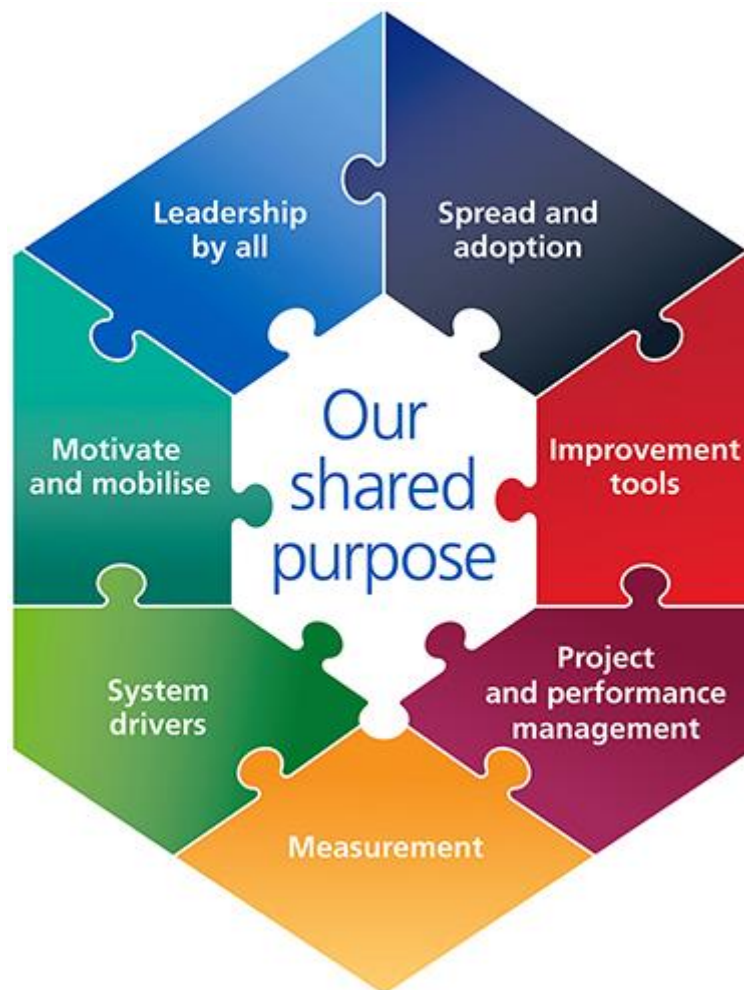 Leadership
by all
Spread and
adoption
Motivate
and mobilise
Our
shared
purpose
Improvement
tools
System
drivers
Project
and performance
management
Measurement